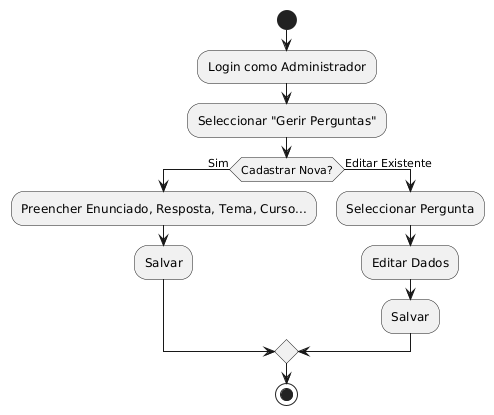 Login como Administrador
Seleccionar "Gerir Perguntas"
Cadastrar Nova?
Sim
Editar Existente
Preencher Enunciado, Resposta, Tema, Curso...
Salvar
Seleccionar Pergunta
Editar Dados
Salvar